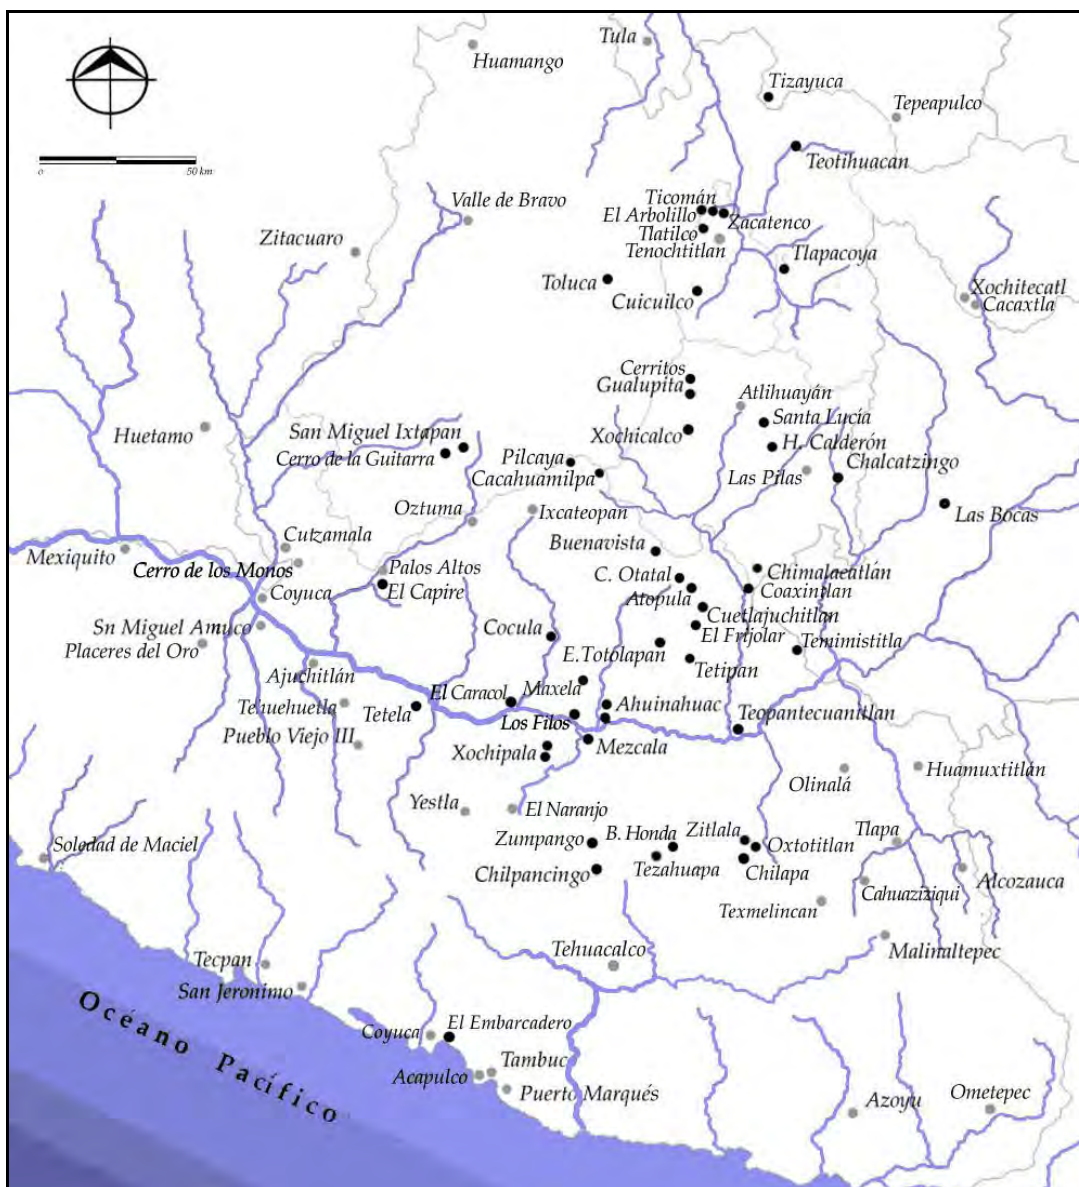 Tula
Huamango
Tizayuca
Tepeapulco
0
50 km
Teotihuacan
Valle de Bravo
Ticomán
El Arbolillo
Zacatenco
Tlatilco
Zitacuaro
Tenochtitlan
Tlapacoya
Toluca
Cuicuilco
Xochitecatl
Cacaxtla
Cerritos
Gualupita
Atlihuayán
Santa Lucía
Huetamo
San Miguel Ixtapan
Xochicalco
H. Calderón
Cerro de la Guitarra
Pilcaya
Chalcatzingo
Cacahuamilpa
Las Pilas
Oztuma
Ixcateopan
Las Bocas
Cutzamala
Buenavista
Mexiquito
Cerro de los Monos
Palos Altos
C. Otatal
Chimalacatlán
El Capire
Coaxintlan
Coyuca
Atopula
Cuetlajuchitlan
Sn Miguel Amuco
Cocula
El Frijolar
Placeres del Oro
E. Totolapan
Temimistitla
Ajuchitlán
Tetipan
El Caracol
Maxela
Tehuehuetla
Tetela
Ahuinahuac
Los Filos
Teopantecuanitlan
Pueblo Viejo III
Xochipala
Mezcala
Huamuxtitlán
Olinalá
Yestla
El Naranjo
Zumpango
B. Honda
Zitlala
Tlapa
Soledad de Maciel
Oxtotitlan
Chilpancingo
Tezahuapa
Chilapa
Alcozauca
Cahuaziziqui
Texmelincan
Tehuacalco
Malinaltepec
Tecpan
San Jeronimo
Océano Pacífico
Coyuca
El Embarcadero
Tambuc
Acapulco
Puerto Marqués
Azoyu
Ometepec